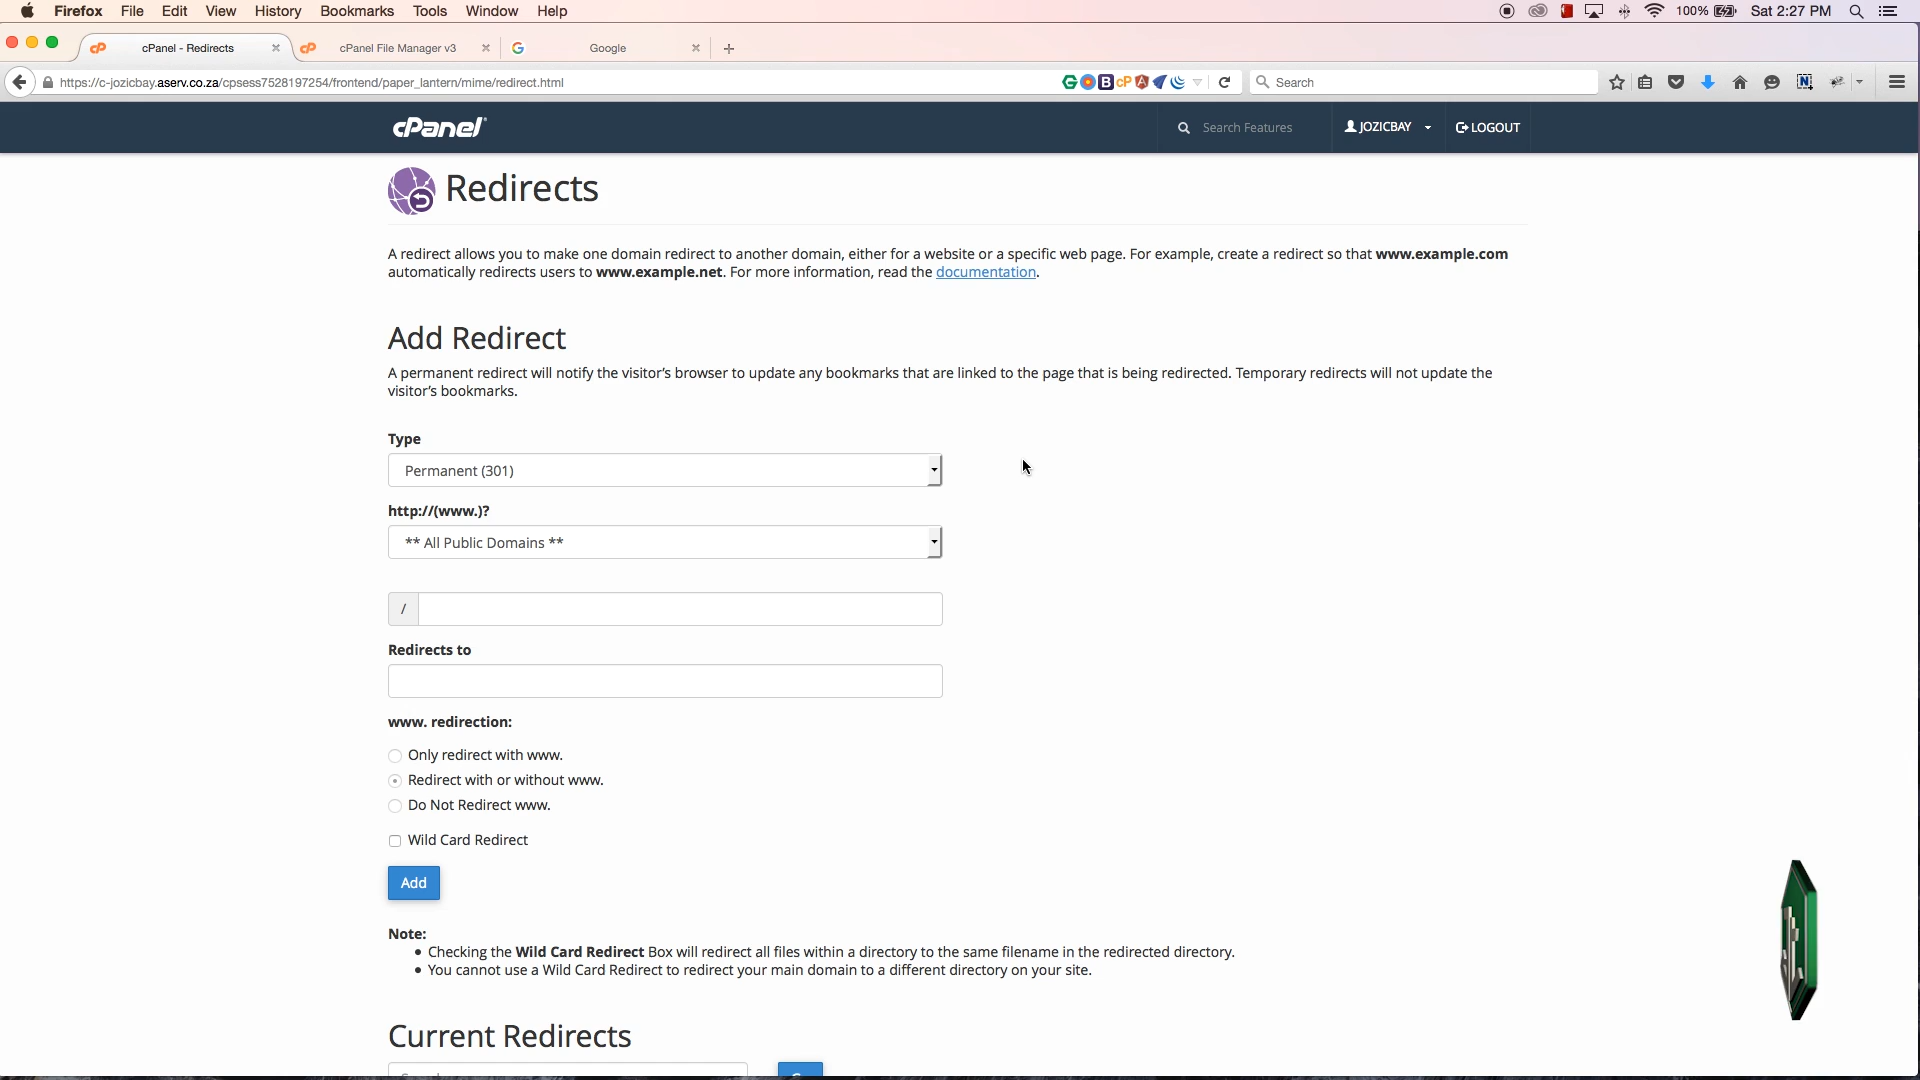 Firefox File Edit View History Bookmarks Tools Window Help 100% Sat 2:27 PM
cPanel - Redirects cPanel File Manager v3 Google
https://c-jozicbay.aserv.co.za/cpsess7528197254/frontend/paper_lantern/mime/redirect.html Search
cPanel Search Features JOZICBAY LOGOUT
Redirects
A redirect allows you to make one domain redirect to another domain, either for a website or a specific web page. For example, create a redirect so that www.example.com
automatically redirects users to www.example.net. For more information, read the documentation.
Add Redirect
A permanent redirect will notify the visitor's browser to update any bookmarks that are linked to the page that is being redirected. Temporary redirects will not update the
visitor's bookmarks.
Type
Permanent (301)
http://(www.)?
** All Public Domains **
/
Redirects to
www. redirection:
Only redirect with www.
Redirect with or without www.
Do Not Redirect www.
Wild Card Redirect
Add
Note:
Checking the Wild Card Redirect Box will redirect all files within a directory to the same filename in the redirected directory.
You cannot use a Wild Card Redirect to redirect your main domain to a different directory on your site.
Current Redirects